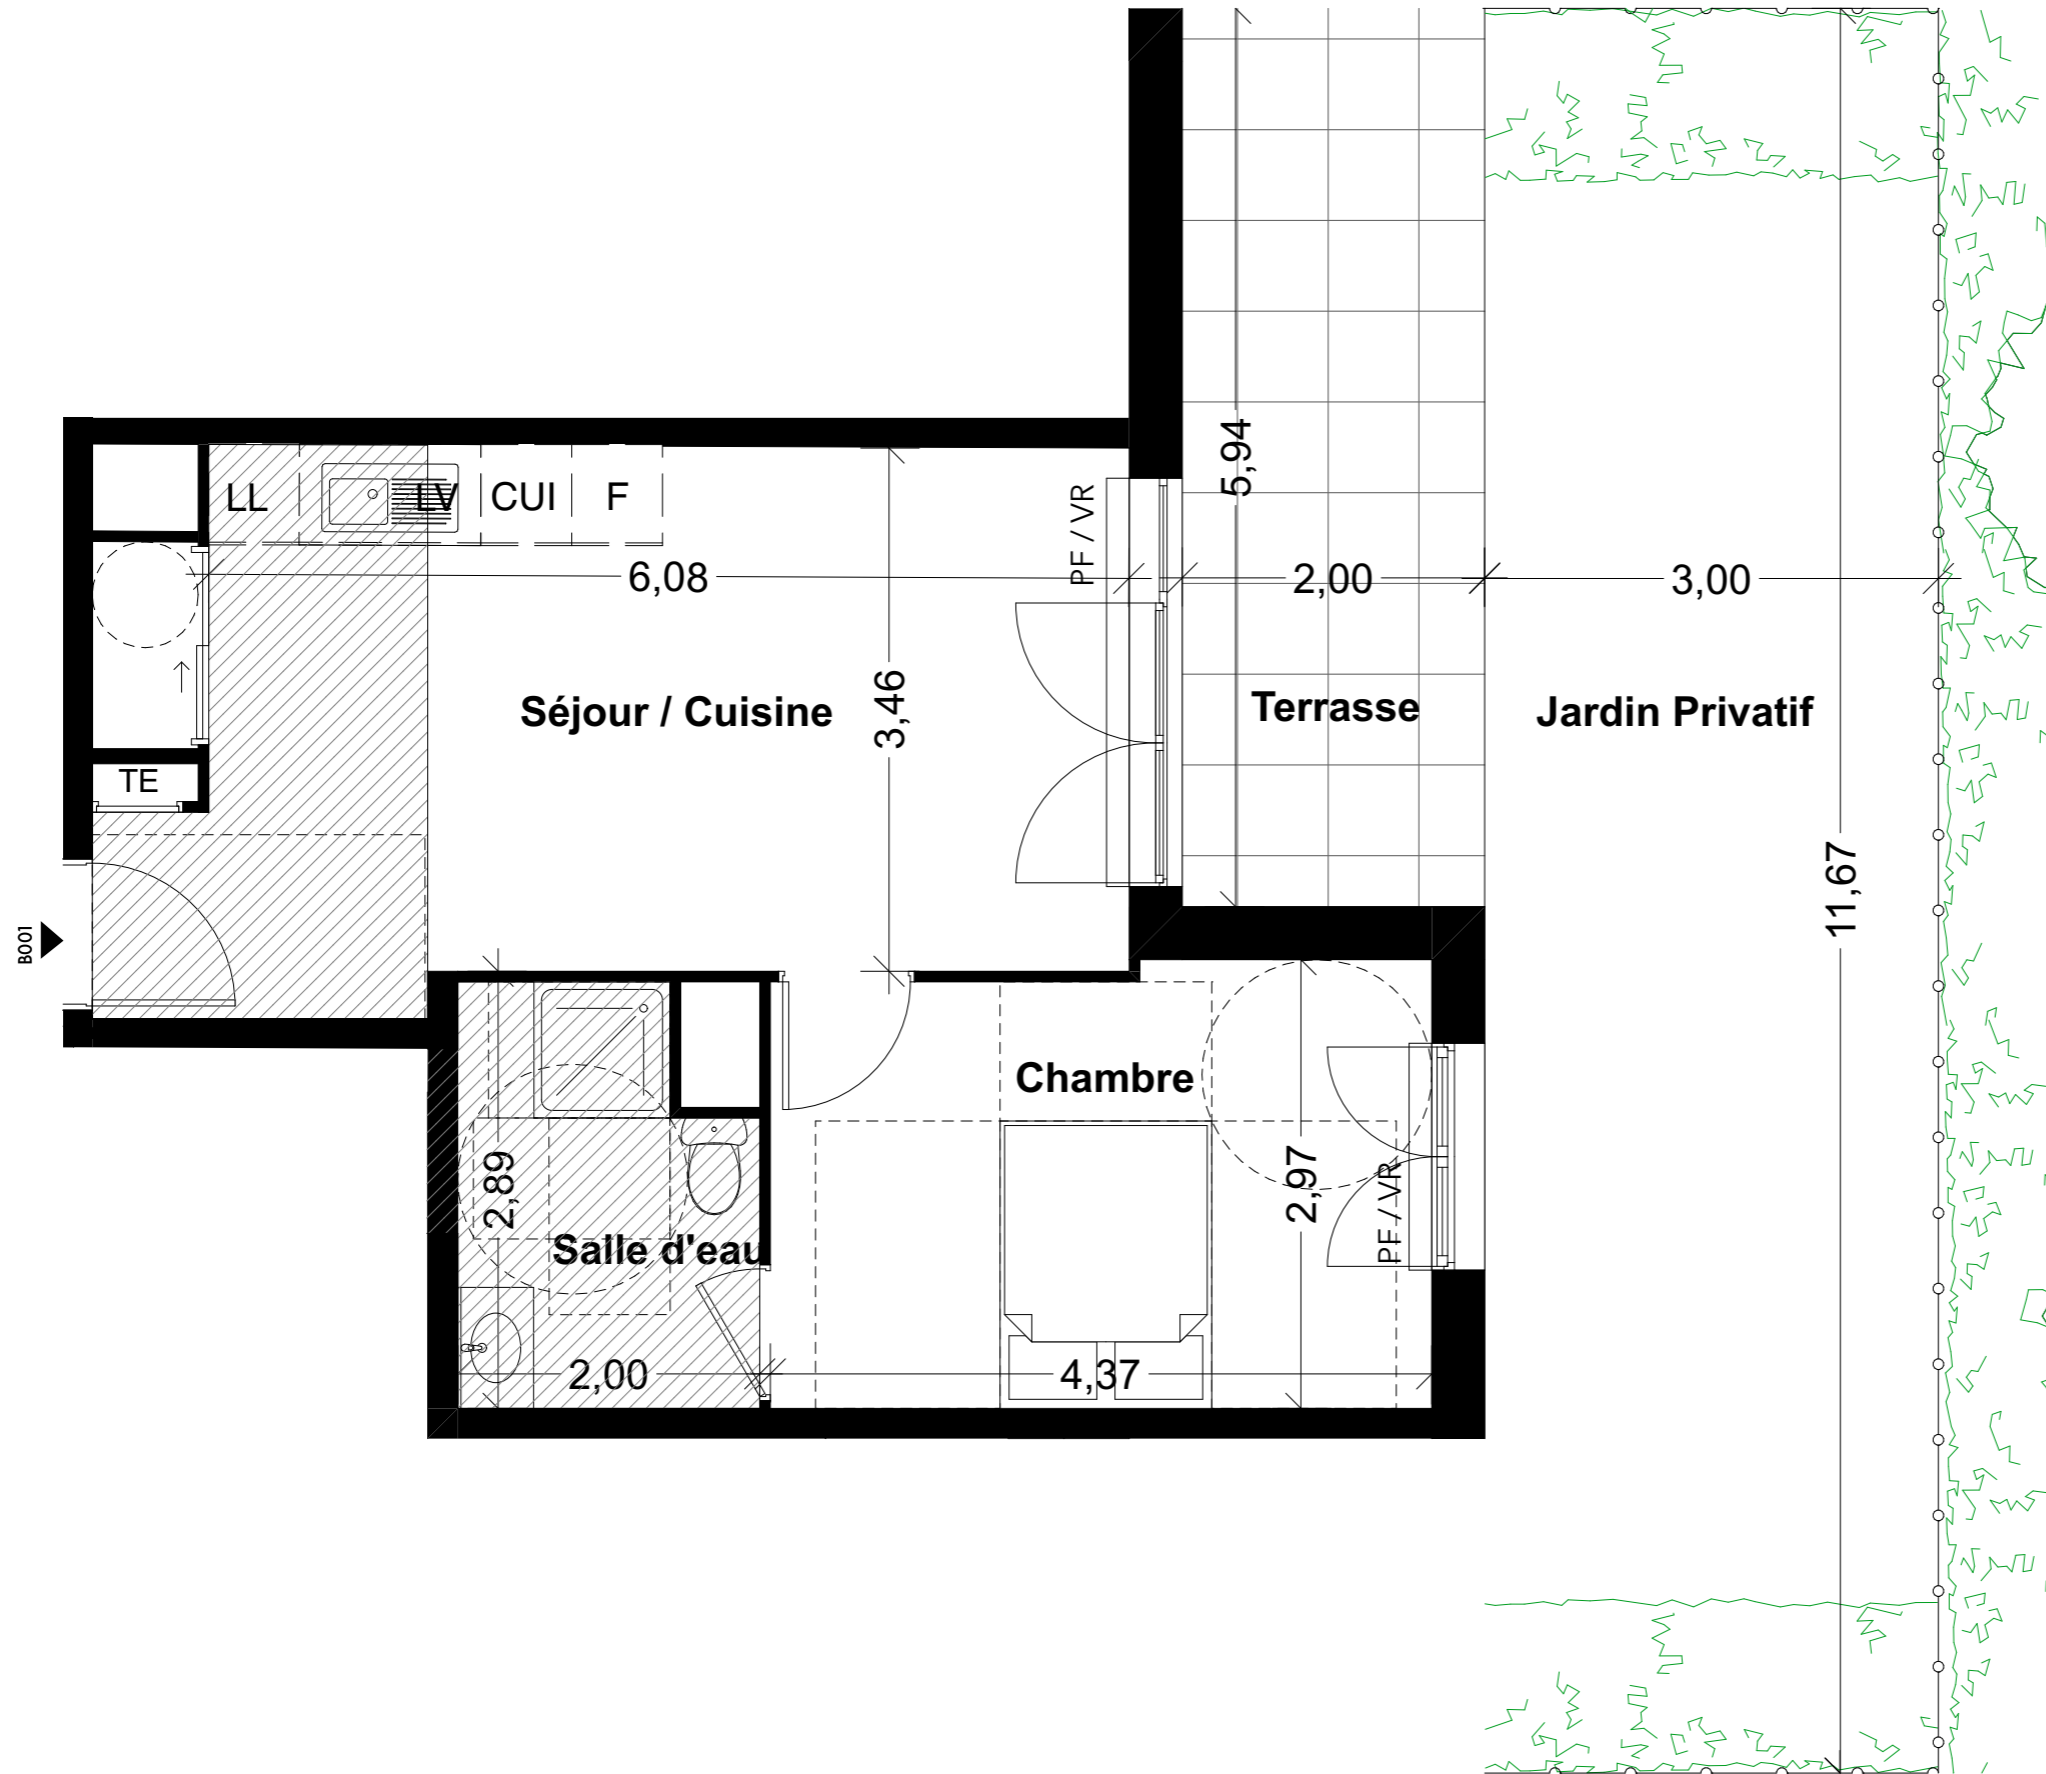 5,94
LL
LV
CUI
F
PF / VR
6,08
2,00
3,00
Séjour / Cuisine
3,46
Terrasse
Jardin Privatif
TE
11,67
B001
Chambre
2,89
2,97
PF / VR
Salle d'eau
2,00
4,37